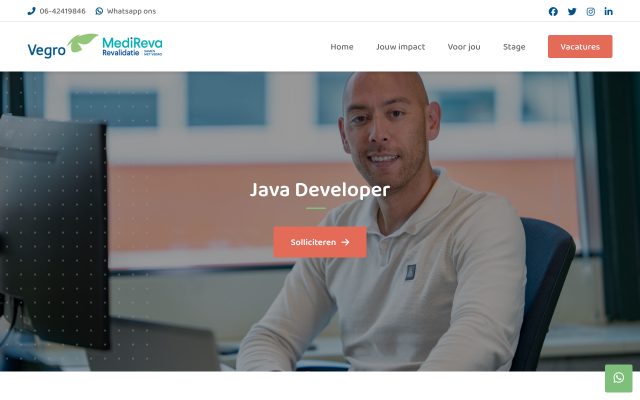 06-42419846 Whatsapp ons
Vegro MediReva
Revalidatie
Home Jouw impact Voor jou Stage Vacatures
Java Developer
Solliciteren